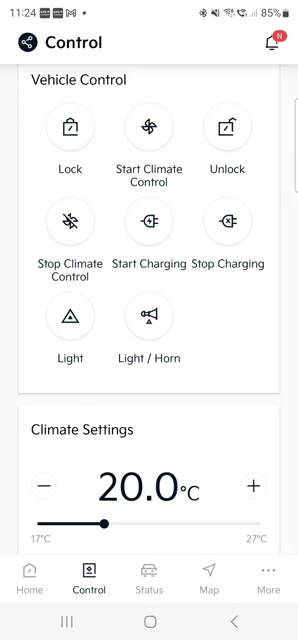 11:24
85%
Control
N
Vehicle Control
Lock
Start Climate
Control
Unlock
Stop Climate
Control
Start Charging
Stop Charging
Light
Light / Horn
Climate Settings
20.0°C
17°C
27°C
Home
Control
Status
Map
More